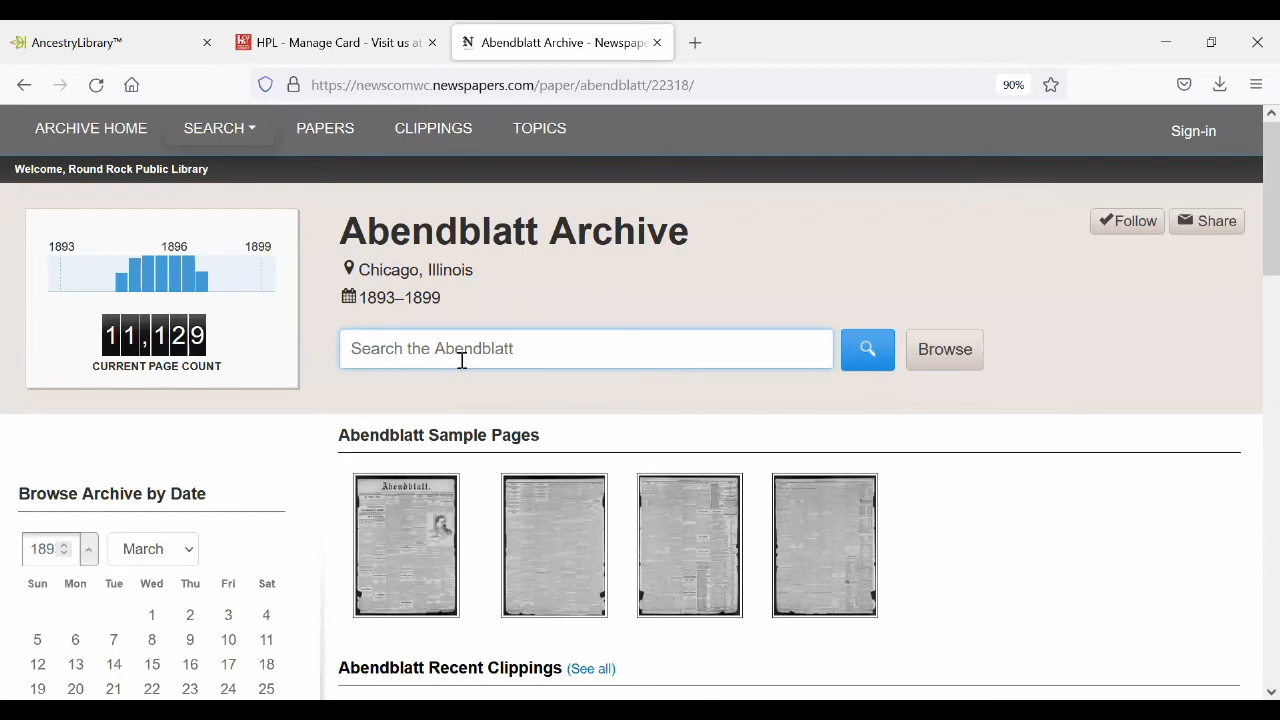 AncestryLibrary™
HPL - Manage Card - Visit us at
Abendblatt Archive - Newspape
https://newscomwc.newspapers.com/paper/abendblatt/22318/
90%
ARCHIVE HOME SEARCH PAPERS CLIPPINGS TOPICS
Sign-in
Welcome, Round Rock Public Library
1893 1896 1899
11,129
CURRENT PAGE COUNT
Abendblatt Archive
Chicago, Illinois
1893–1899
Follow Share
Search the Abendblatt
Browse
Abendblatt Sample Pages
Abendblatt.
Browse Archive by Date
189 March
Sun Mon Tue Wed Thu Fri Sat
1 2 3 4
5 6 7 8 9 10 11
12 13 14 15 16 17 18
19 20 21 22 23 24 25
Abendblatt Recent Clippings (See all)